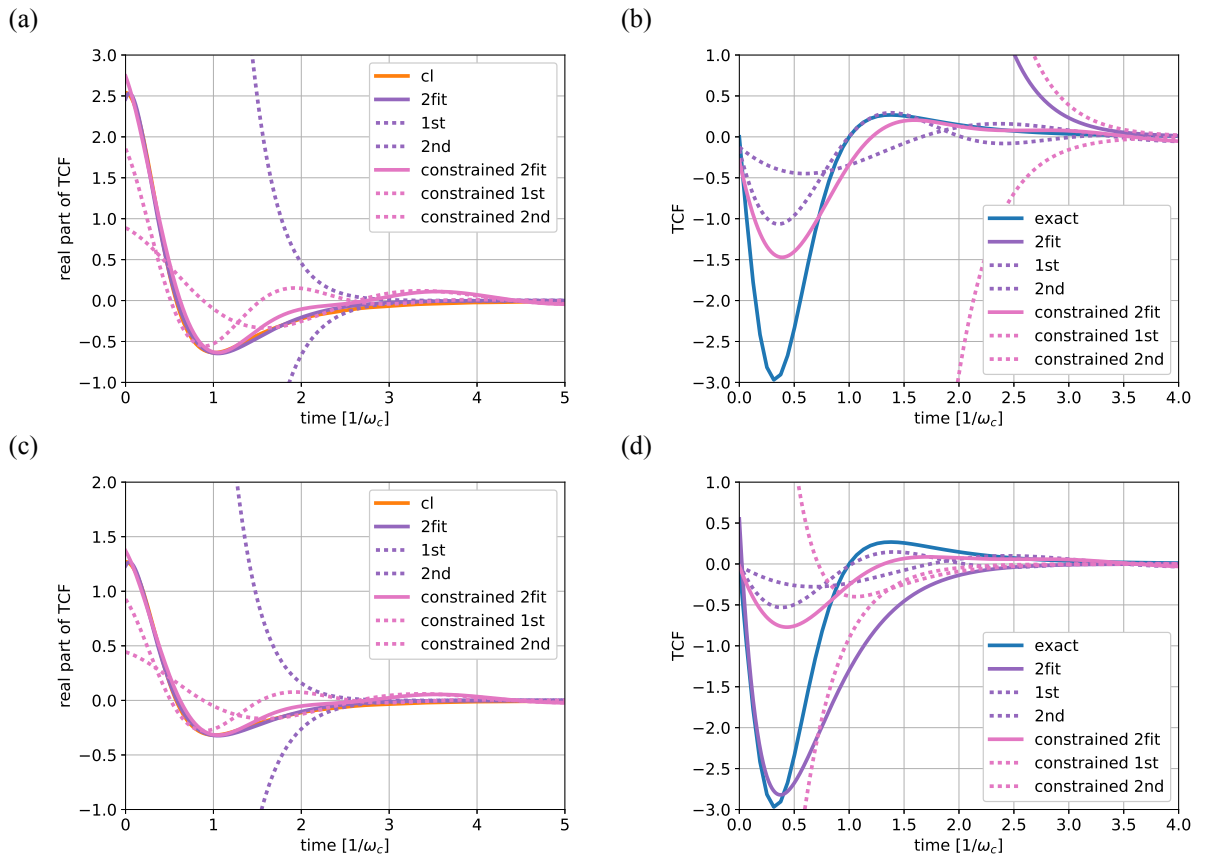 (a)
3.0
2.5
2.0
1.5
1.0
0.5
0.0
−0.5
−1.0
real part of TCF
0 1 2 3 4 5
time [1/ω_c]
cl
2fit
1st
2nd
constrained 2fit
constrained 1st
constrained 2nd
(b)
1.0
0.5
0.0
−0.5
−1.0
−1.5
−2.0
−2.5
−3.0
TCF
0.0 0.5 1.0 1.5 2.0 2.5 3.0 3.5 4.0
time [1/ω_c]
exact
2fit
1st
2nd
constrained 2fit
constrained 1st
constrained 2nd
(c)
2.0
1.5
1.0
0.5
0.0
−0.5
−1.0
real part of TCF
0 1 2 3 4 5
time [1/ω_c]
cl
2fit
1st
2nd
constrained 2fit
constrained 1st
constrained 2nd
(d)
1.0
0.5
0.0
−0.5
−1.0
−1.5
−2.0
−2.5
−3.0
TCF
0.0 0.5 1.0 1.5 2.0 2.5 3.0 3.5 4.0
time [1/ω_c]
exact
2fit
1st
2nd
constrained 2fit
constrained 1st
constrained 2nd